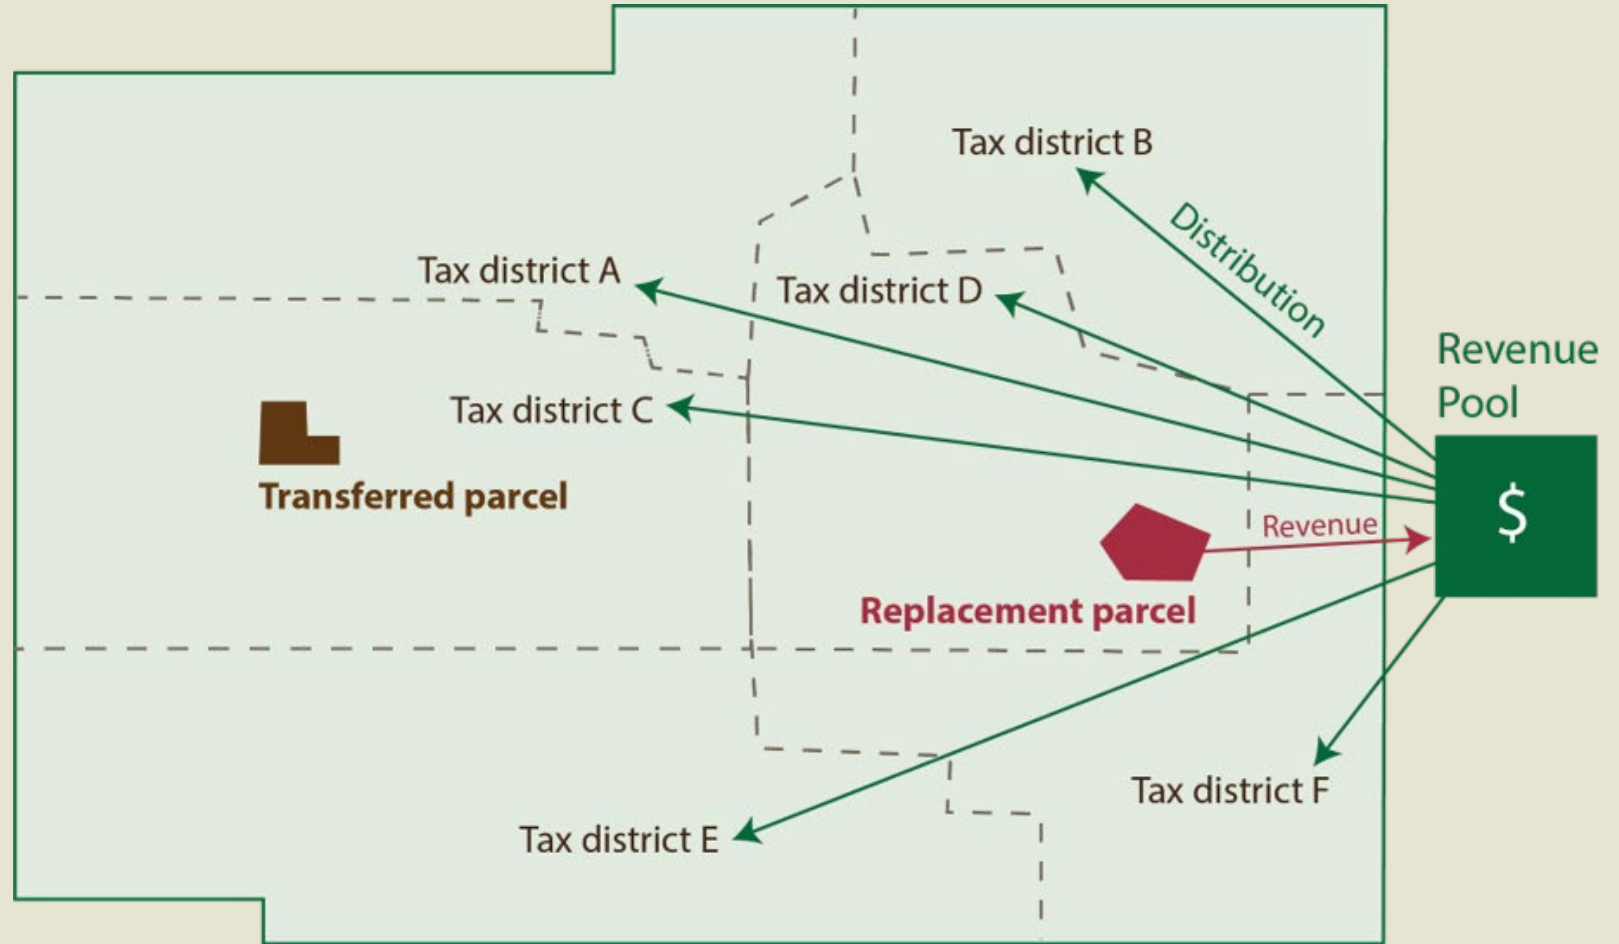 Tax district B
Distribution
Tax district A
Tax district D
Revenue
Pool
Tax district C
$
Transferred parcel
Revenue
Replacement parcel
Tax district F
Tax district E